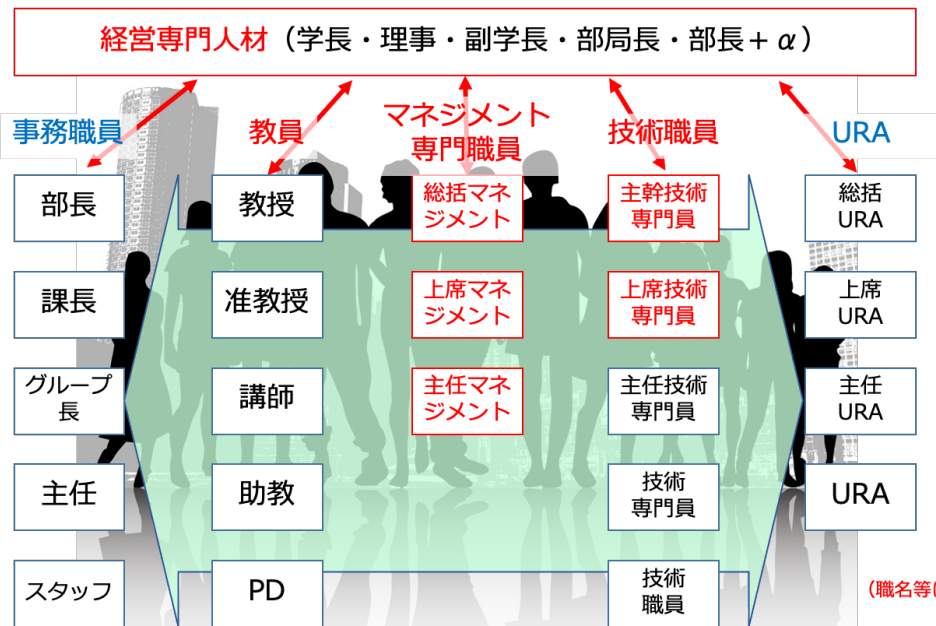 経営専門人材（学長・理事・副学長・部局長・部長＋α）
事務職員
教員
マネジメント
専門職員
技術職員
URA
部長
教授
総括マネ
ジメント
主幹技術
専門員
総括
URA
課長
准教授
上席マネ
ジメント
上席技術
専門員
上席
URA
グループ
長
講師
主任マネ
ジメント
主任技術
専門員
主任
URA
主任
助教
技術
専門員
URA
スタッフ
PD
技術
職員
（職名等